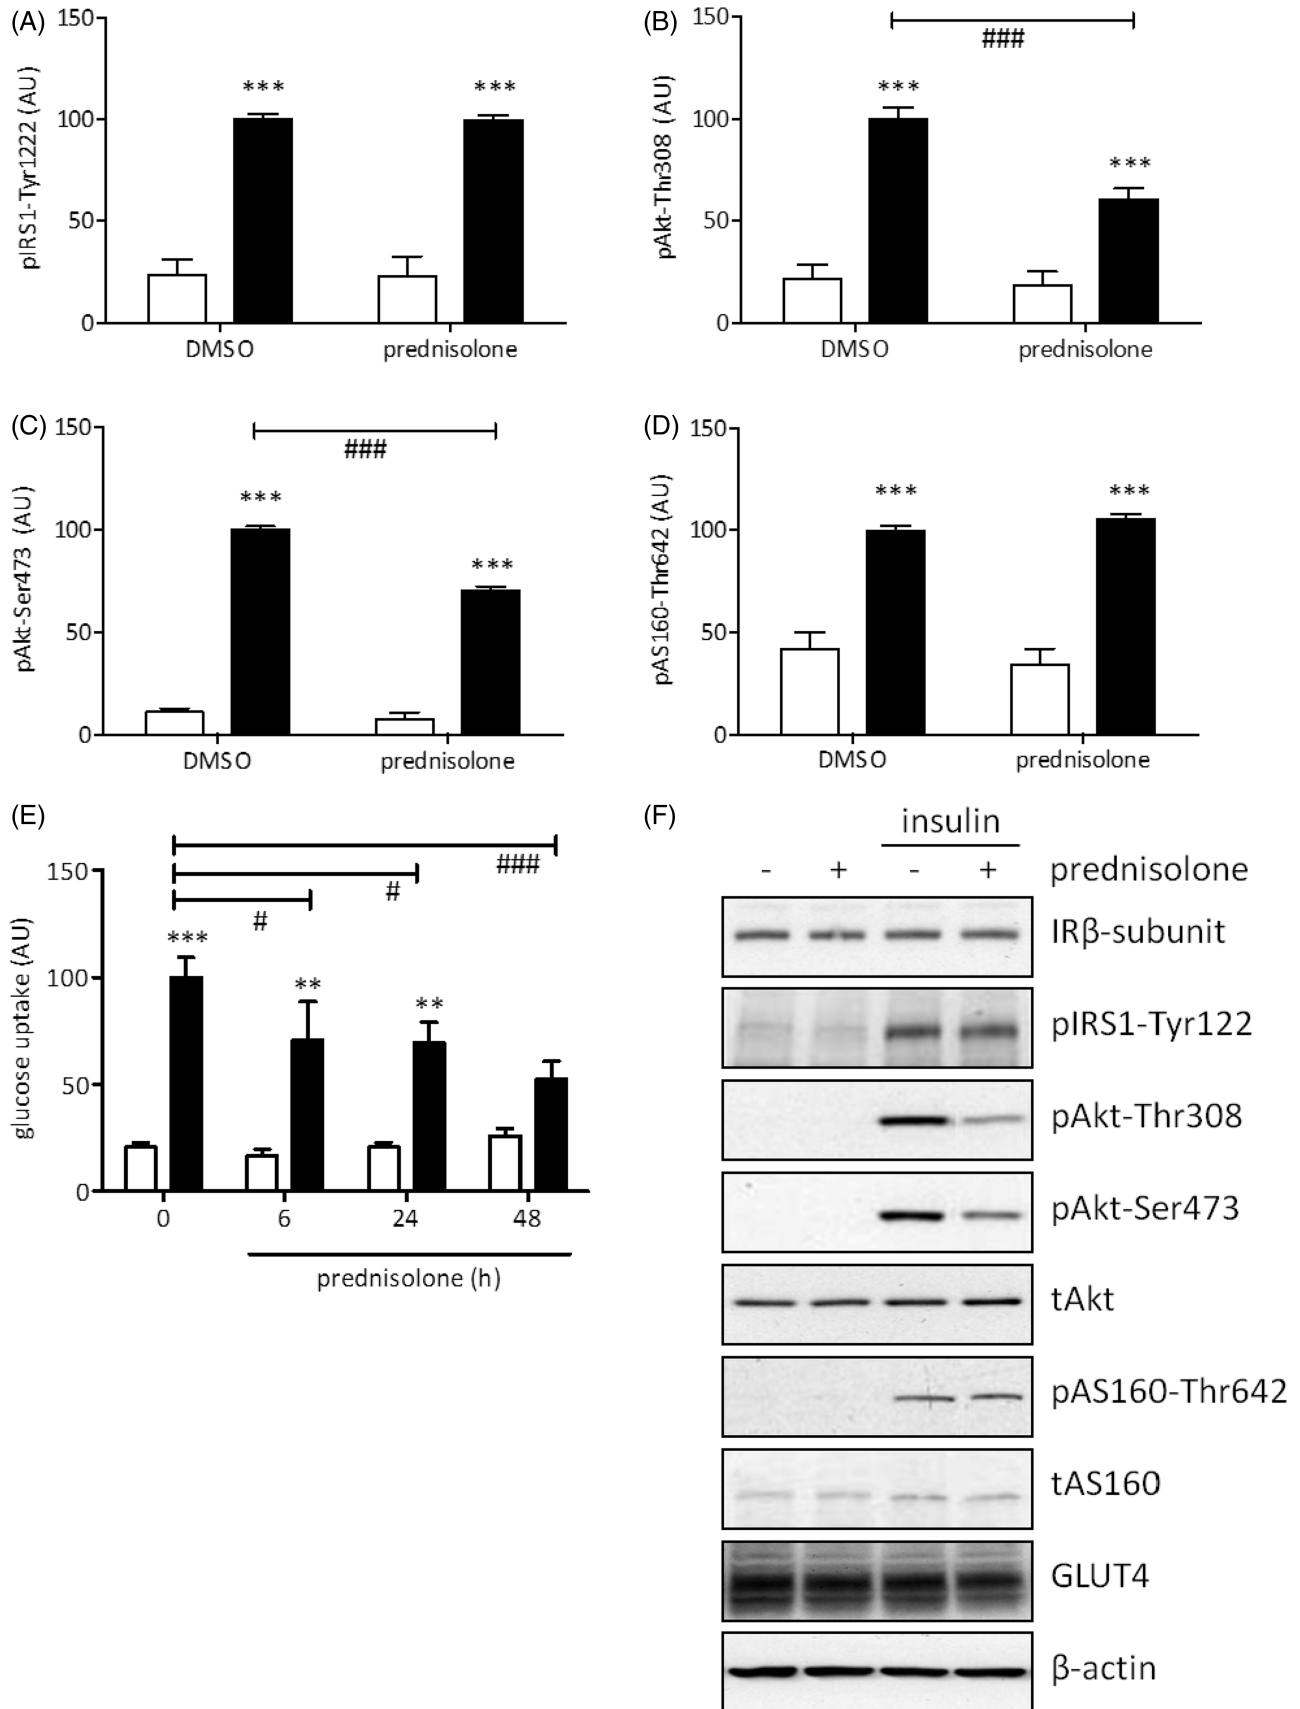 (A)
pIRS1-Tyr1222 (AU)
150
***
***
100
50
0
DMSO
prednisolone
(B)
pAkt-Thr308 (AU)
150
###
***
100
***
50
0
DMSO
prednisolone
(C)
pAkt-Ser473 (AU)
150
###
***
100
***
50
0
DMSO
prednisolone
(D)
pAS160-Thr642 (AU)
150
***
***
100
50
0
DMSO
prednisolone
(E)
glucose uptake (AU)
###
150
#
#
***
100
**
**
50
0
0
6
24
48
prednisolone (h)
(F)
insulin
- + - + prednisolone
IRβ-subunit
pIRS1-Tyr122
pAkt-Thr308
pAkt-Ser473
tAkt
pAS160-Thr642
tAS160
GLUT4
β-actin